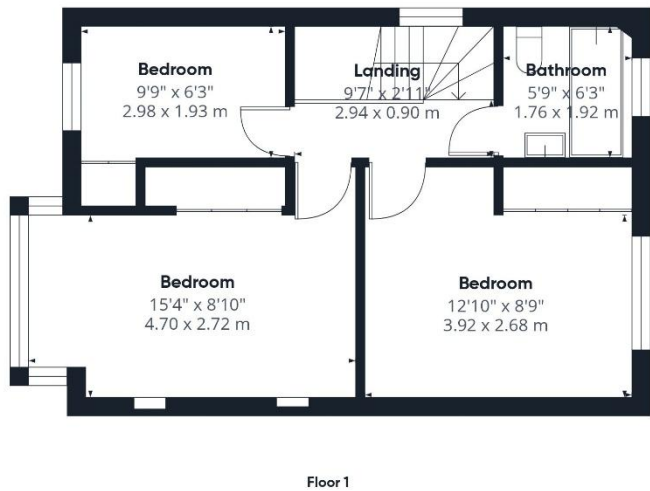 Bedroom
9'9" x 6'3"
2.98 x 1.93 m
Landing
9'7" x 2'11"
2.94 x 0.90 m
Bathroom
5'9" x 6'3"
1.76 x 1.92 m
Bedroom
15'4" x 8'10"
4.70 x 2.72 m
Bedroom
12'10" x 8'9"
3.92 x 2.68 m
Floor 1